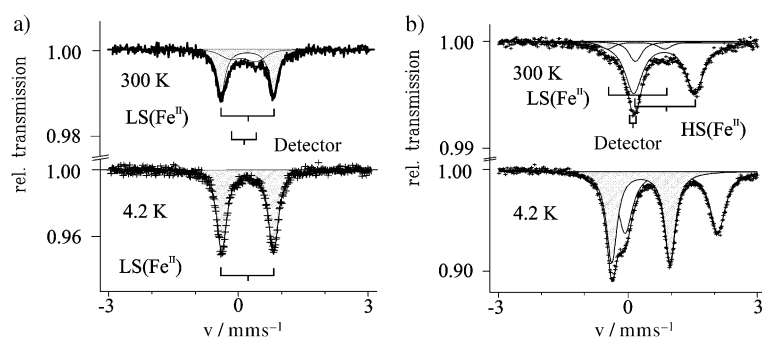 a)
1.00
300 K
rel. transmission
LS(Fe^II)
0.98
Detector
1.00
4.2 K
0.96
LS(Fe^II)
-3 0 3
v / mms⁻¹
b)
1.00
300 K
LS(Fe^II)
rel. transmission
HS(Fe^II)
Detector
0.99
1.00
4.2 K
0.90
-3 0 3
v / mms⁻¹